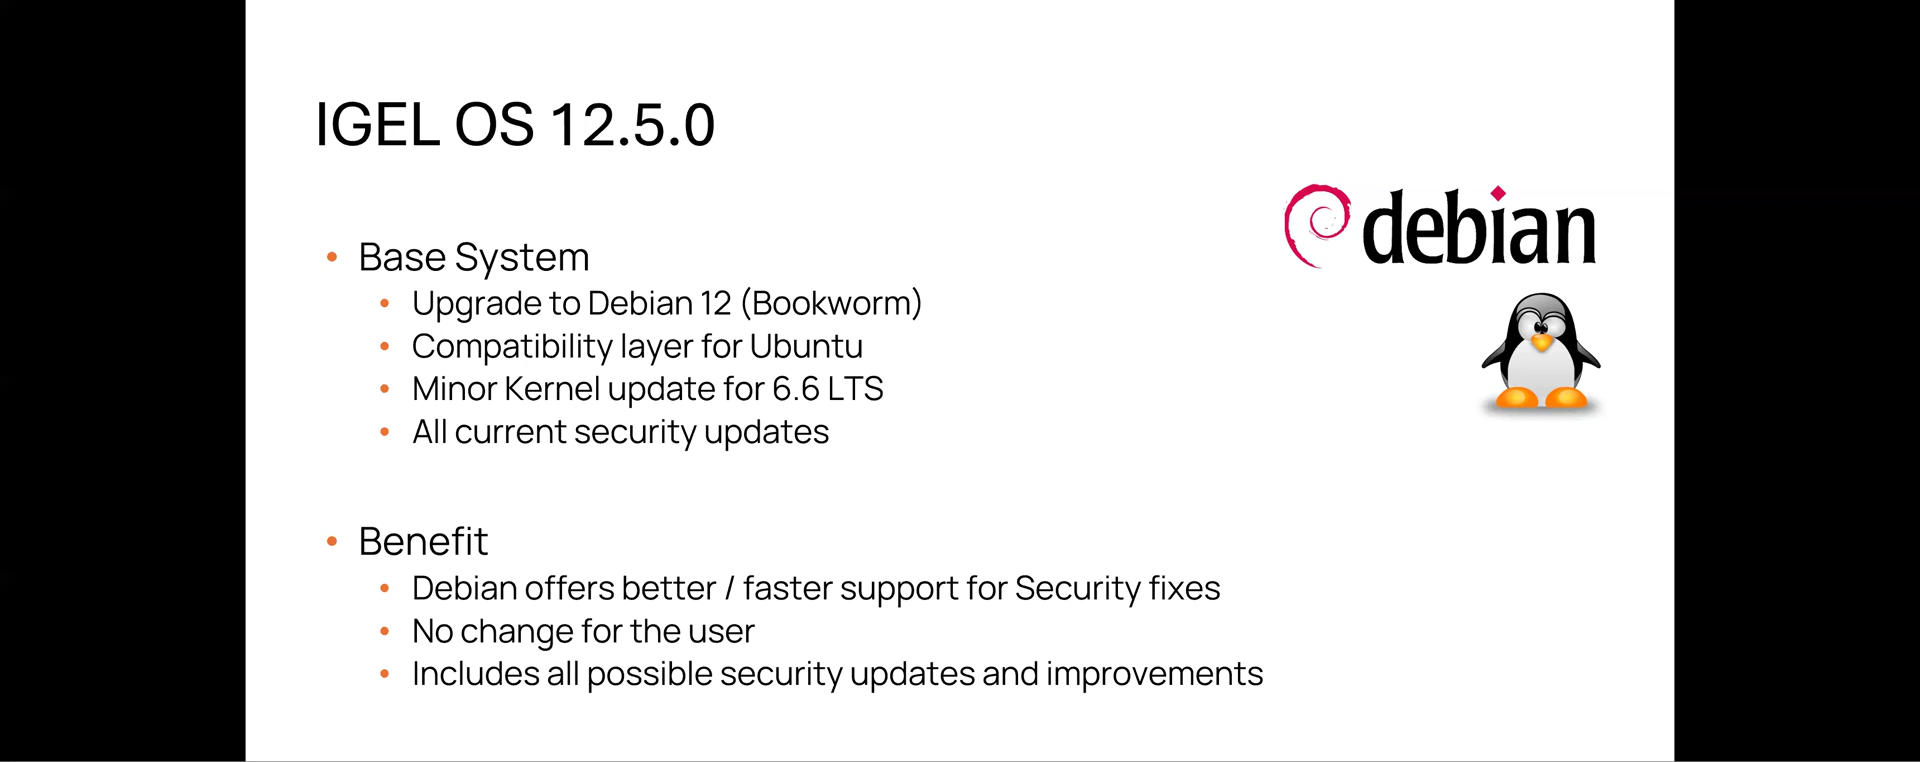 IGEL OS 12.5.0
debian
• Base System
• Upgrade to Debian 12 (Bookworm)
• Compatibility layer for Ubuntu
• Minor Kernel update for 6.6 LTS
• All current security updates
• Benefit
• Debian offers better / faster support for Security fixes
• No change for the user
• Includes all possible security updates and improvements